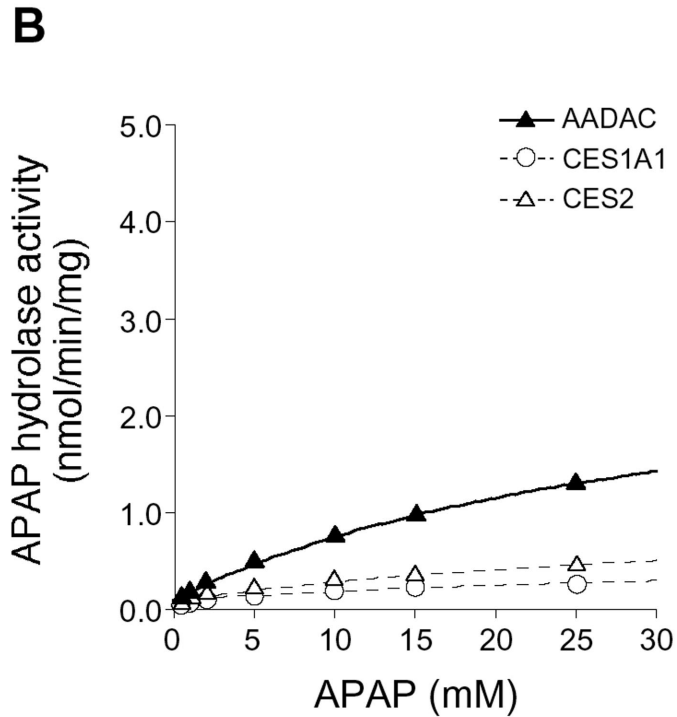 B
APAP hydrolase activity
(nmol/min/mg)
5.0
4.0
3.0
2.0
1.0
0.0
AADAC
CES1A1
CES2
0 5 10 15 20 25 30
APAP (mM)